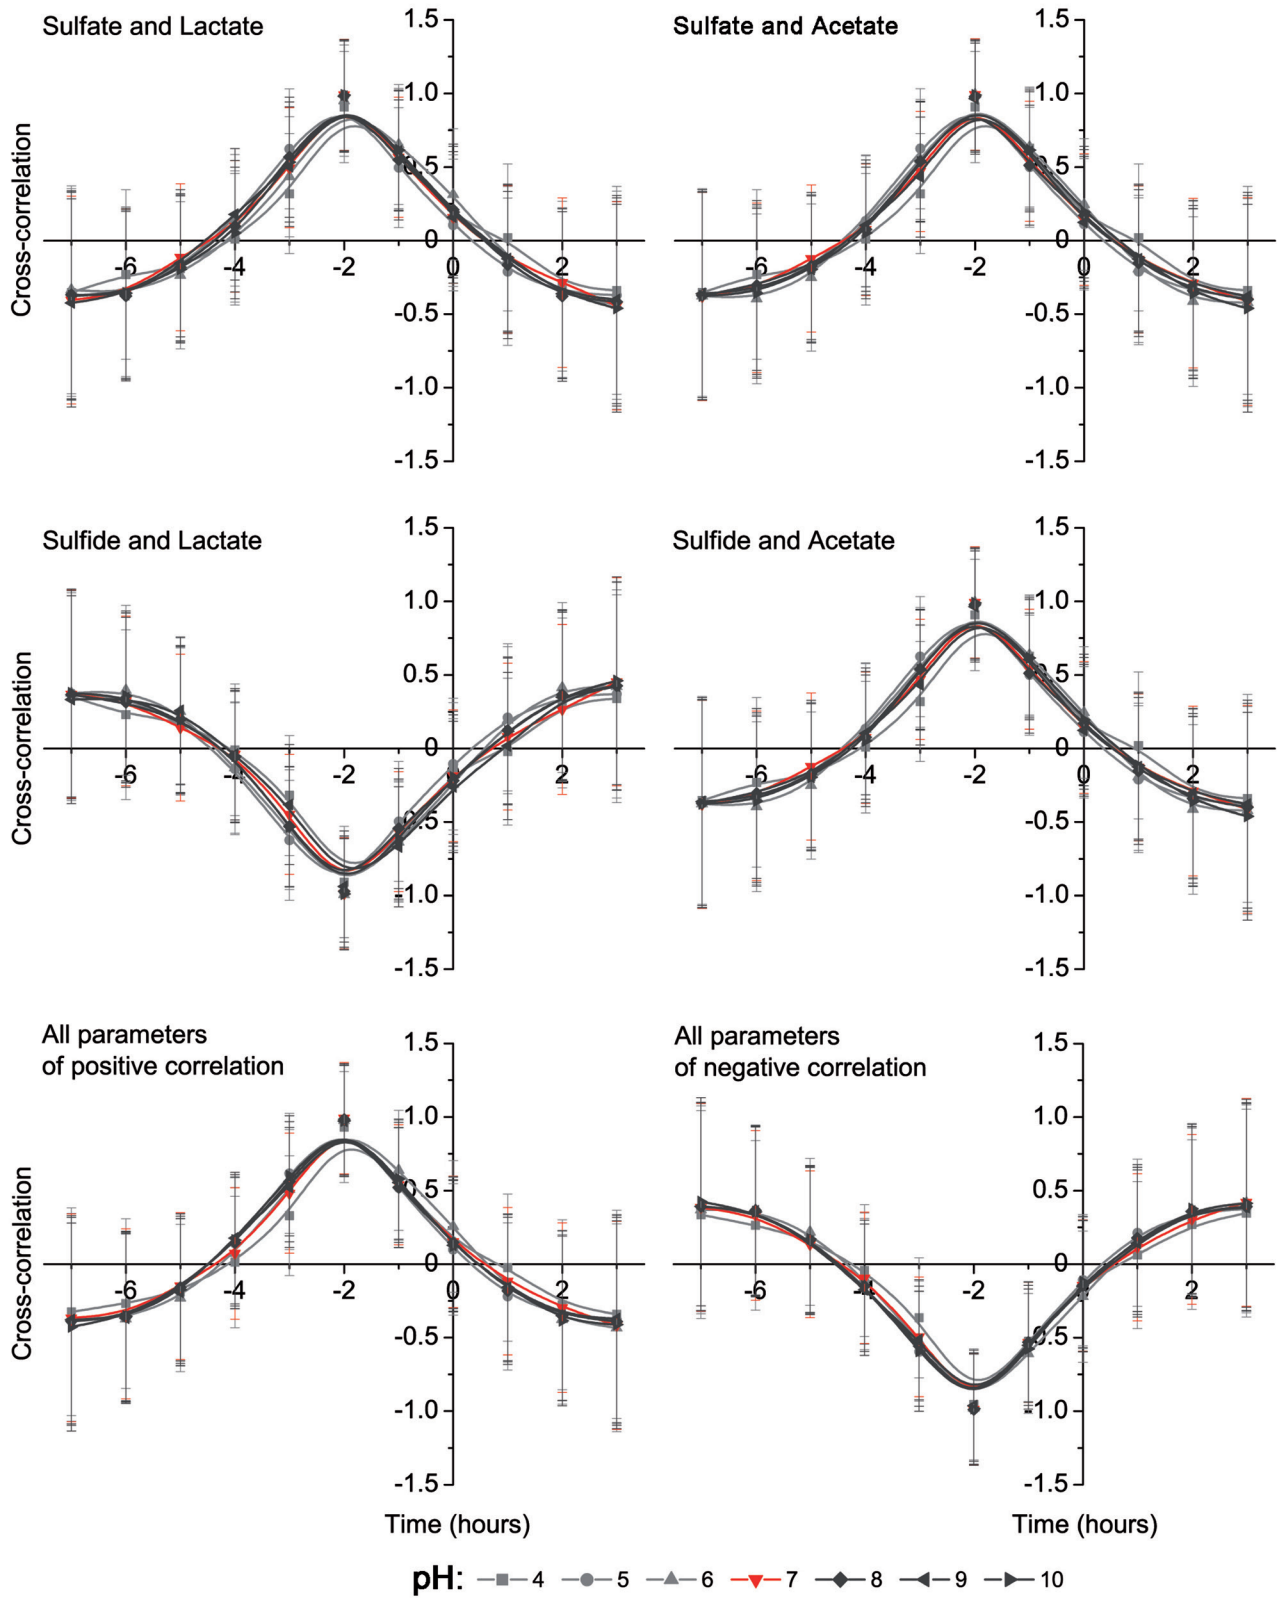 Sulfate and Lactate
1.5
1.0
0.5
0
-0.5
-1.0
-1.5
-6 -4 -2 0 2
Cross-correlation
Sulfate and Acetate
1.5
1.0
0.5
0
-0.5
-1.0
-1.5
-6 -4 -2 0 2
Sulfide and Lactate
1.5
1.0
0.5
0
-0.5
-1.0
-1.5
-6 -4 -2 0 2
Cross-correlation
Sulfide and Acetate
1.5
1.0
0.5
0
-0.5
-1.0
-1.5
-6 -4 -2 0 2
All parameters
of positive correlation
1.5
1.0
0.5
0
-0.5
-1.0
-1.5
-6 -4 -2 0 2
Cross-correlation
Time (hours)
All parameters
of negative correlation
1.5
1.0
0.5
0
-0.5
-1.0
-1.5
-6 -4 -2 0 2
Time (hours)
pH: 4 5 6 7 8 9 10